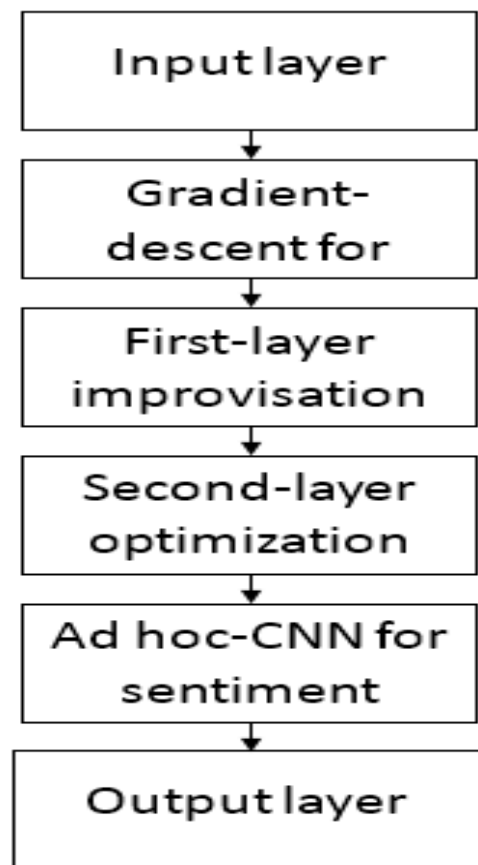 Input layer
Gradient-
descent for
First-layer
improvisation
Second-layer
optimization
Ad hoc-CNN for
sentiment
Output layer